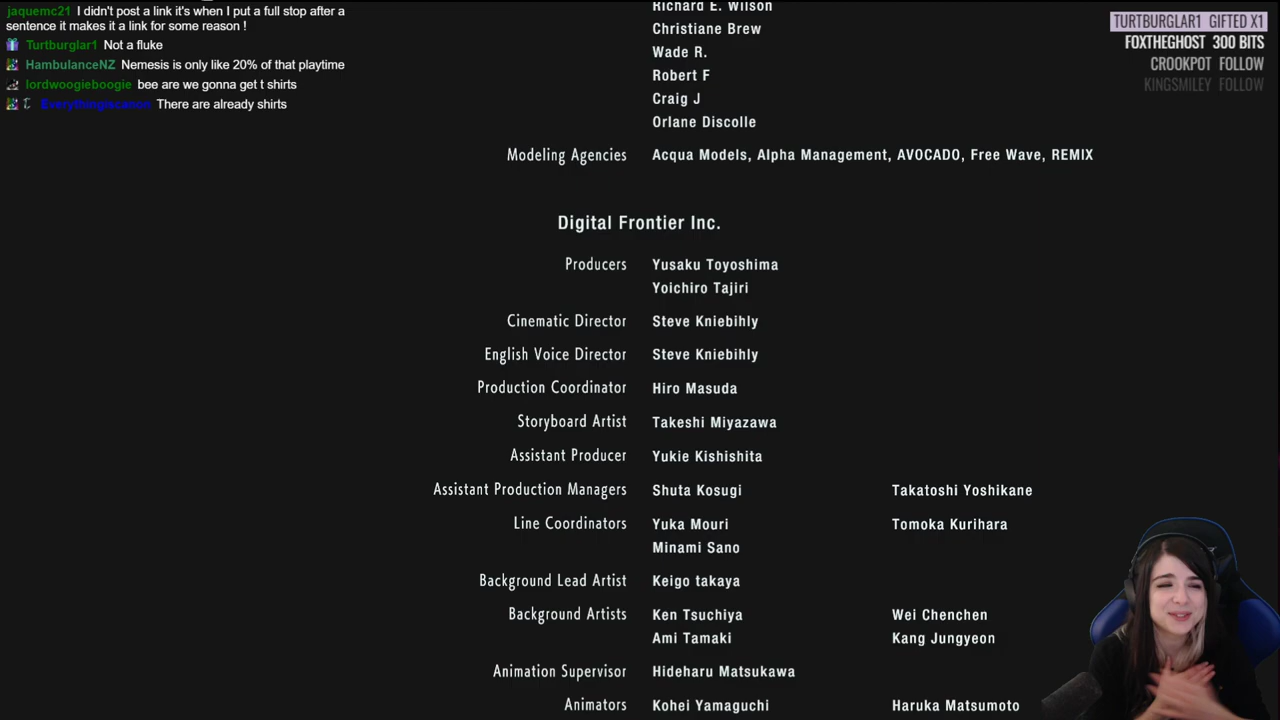 jaquemc21 I didn't post a link it's when I put a full stop after a
sentence it makes it a link for some reason !
Turtburglar1 Not a fluke
HambulanceNZ Nemesis is only like 20% of that playtime
lordwoogieboogie bee are we gonna get t shirts
There are already shirts
TURTBURGLAR1 GIFTED X1
FOXTHEGHOST 300 BITS
CROOKPOT FOLLOW
KINGSMILEY FOLLOW
Richard E. Wilson
Christiane Brew
Wade R.
Robert F
Craig J
Orlane Discolle
Modeling Agencies Acqua Models, Alpha Management, AVOCADO, Free Wave, REMIX
Digital Frontier Inc.
Producers Yusaku Toyoshima
Yoichiro Tajiri
Cinematic Director Steve Kniebihly
English Voice Director Steve Kniebihly
Production Coordinator Hiro Masuda
Storyboard Artist Takeshi Miyazawa
Assistant Producer Yukie Kishishita
Assistant Production Managers Shuta Kosugi Takatoshi Yoshikane
Line Coordinators Yuka Mouri Tomoka Kurihara
Minami Sano
Background Lead Artist Keigo takaya
Background Artists Ken Tsuchiya Wei Chenchen
Ami Tamaki Kang Jungyeon
Animation Supervisor Hideharu Matsukawa
Animators Kohei Yamaguchi Haruka Matsumoto